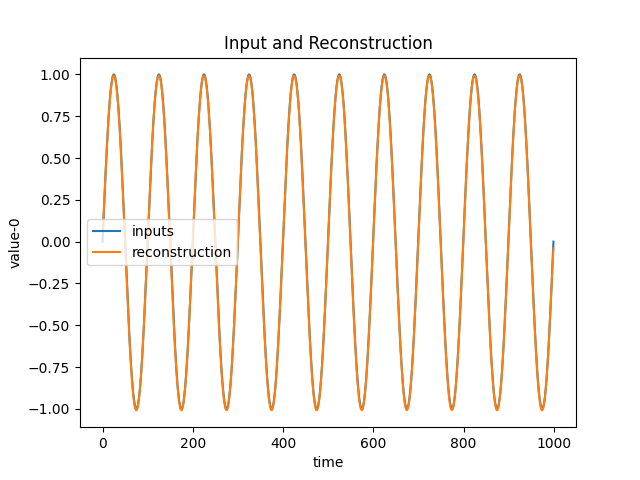 Input and Reconstruction
1.00
0.75
0.50
0.25
0.00
−0.25
−0.50
−0.75
−1.00
value-0
inputs
reconstruction
0 200 400 600 800 1000
time